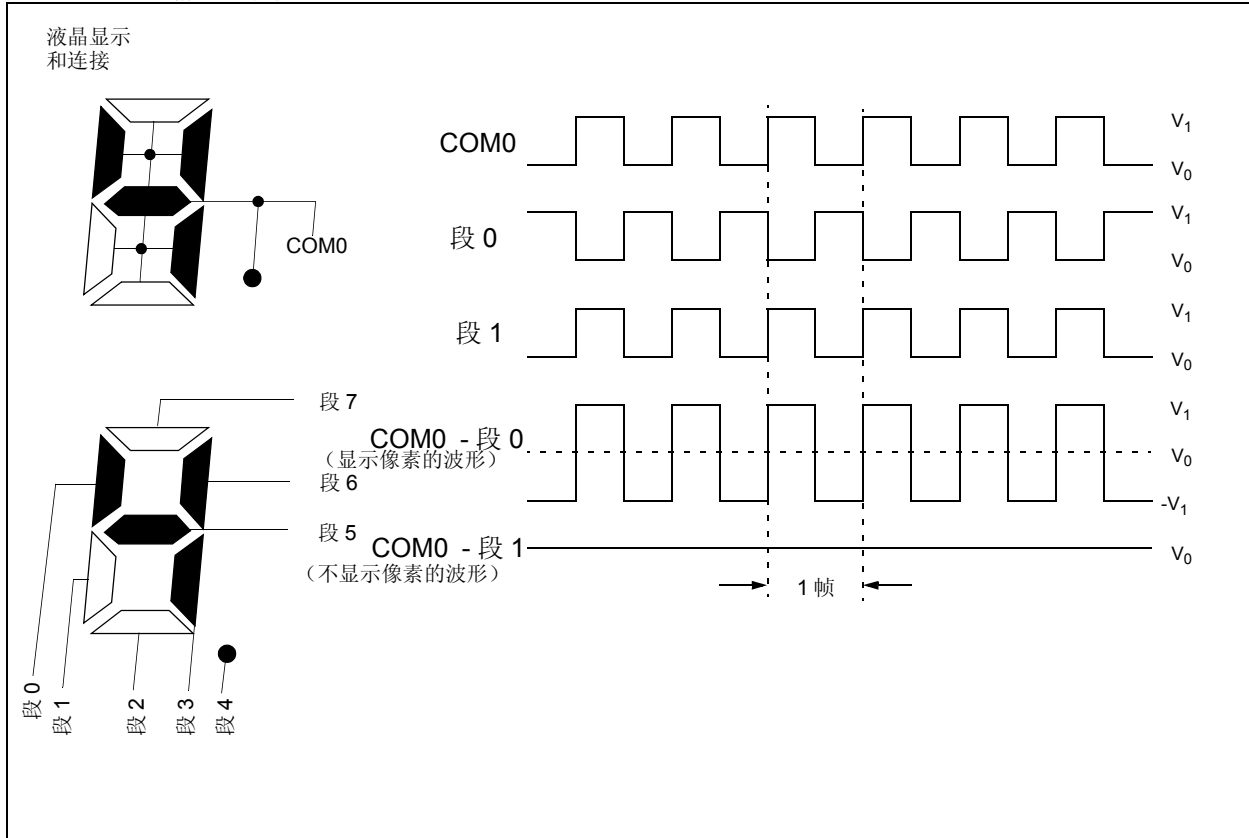 液晶显示
和连接
COM0
COM0
V1
V0
段 0
V1
V0
段 1
V1
V0
段 7
COM0 - 段 0
（显示像素的波形）
V1
V0
-V1
段 6
段 5
COM0 - 段 1
（不显示像素的波形）
V0
1 帧
段 0
段 1
段 2
段 3
段 4